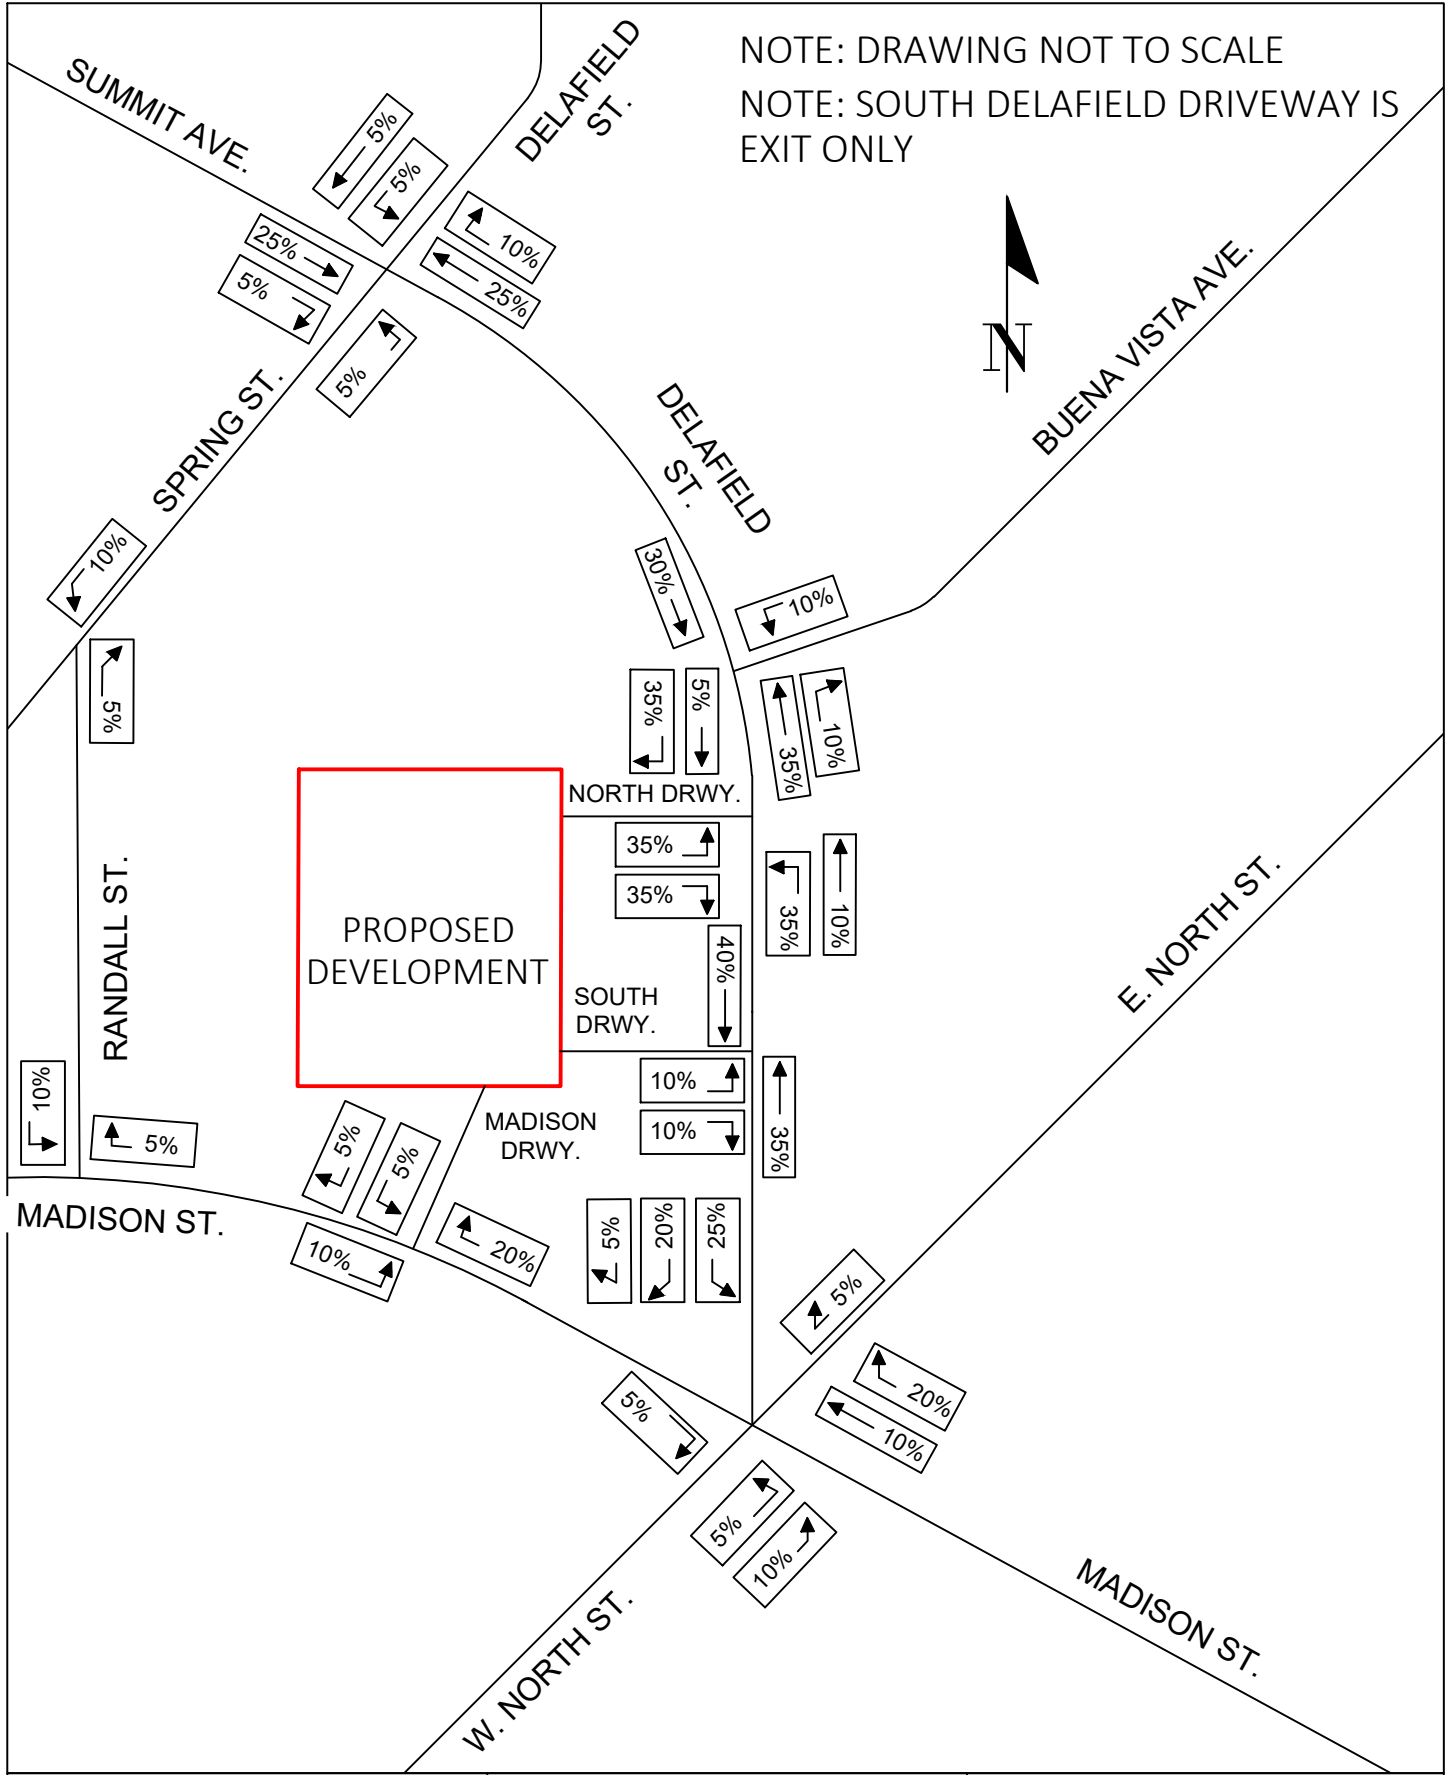 NOTE: DRAWING NOT TO SCALE
NOTE: SOUTH DELAFIELD DRIVEWAY IS
EXIT ONLY
SUMMIT AVE.
DELAFIELD
ST.
5%
5%
10%
25%
25%
5%
5%
N
BUENA VISTA AVE.
SPRING ST.
DELAFIELD
ST.
10%
30%
10%
5%
35%
5%
35%
10%
NORTH DRWY.
35%
35%
35%
10%
RANDALL ST.
PROPOSED
DEVELOPMENT
40%
E. NORTH ST.
SOUTH
DRWY.
10%
10%
35%
10%
5%
MADISON
DRWY.
5%
5%
MADISON ST.
10%
20%
5%
20%
25%
5%
5%
20%
10%
5%
10%
W. NORTH ST.
MADISON ST.